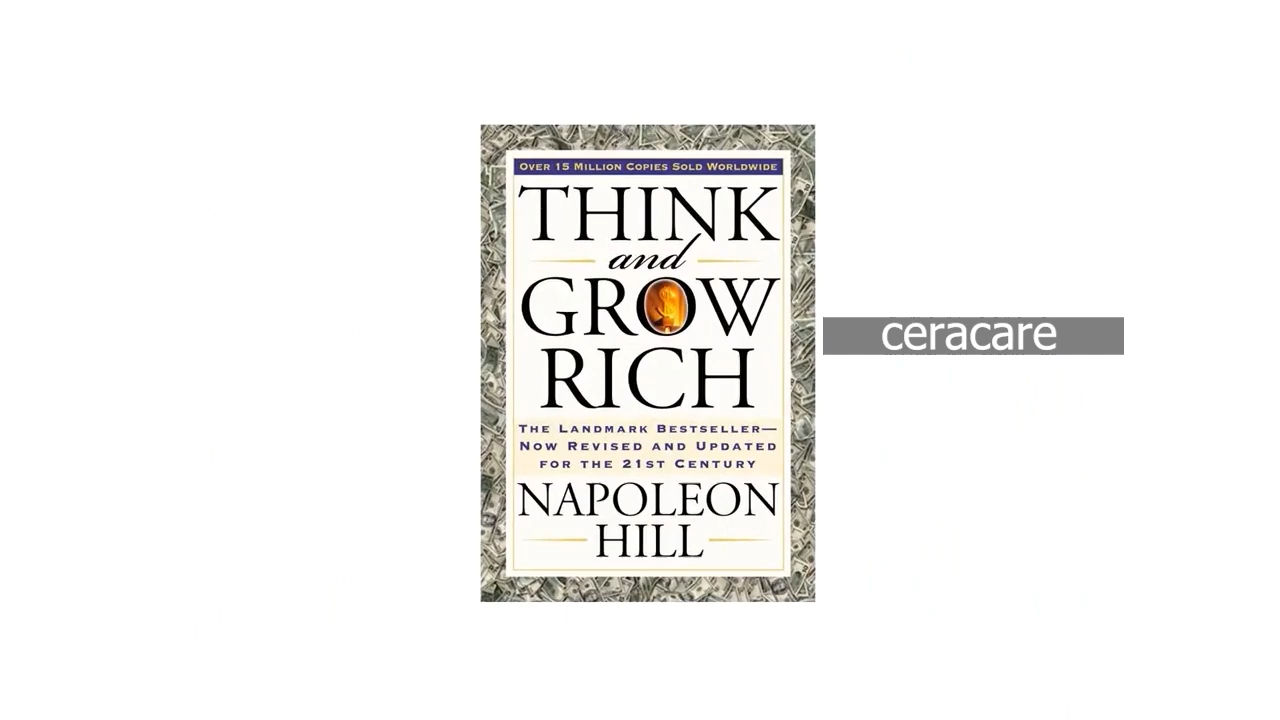 OVER 15 MILLION COPIES SOLD WORLDWIDE
THINK
and
GROW
RICH
THE LANDMARK BESTSELLER—
NOW REVISED AND UPDATED
FOR THE 21ST CENTURY
NAPOLEON
HILL
ceracare